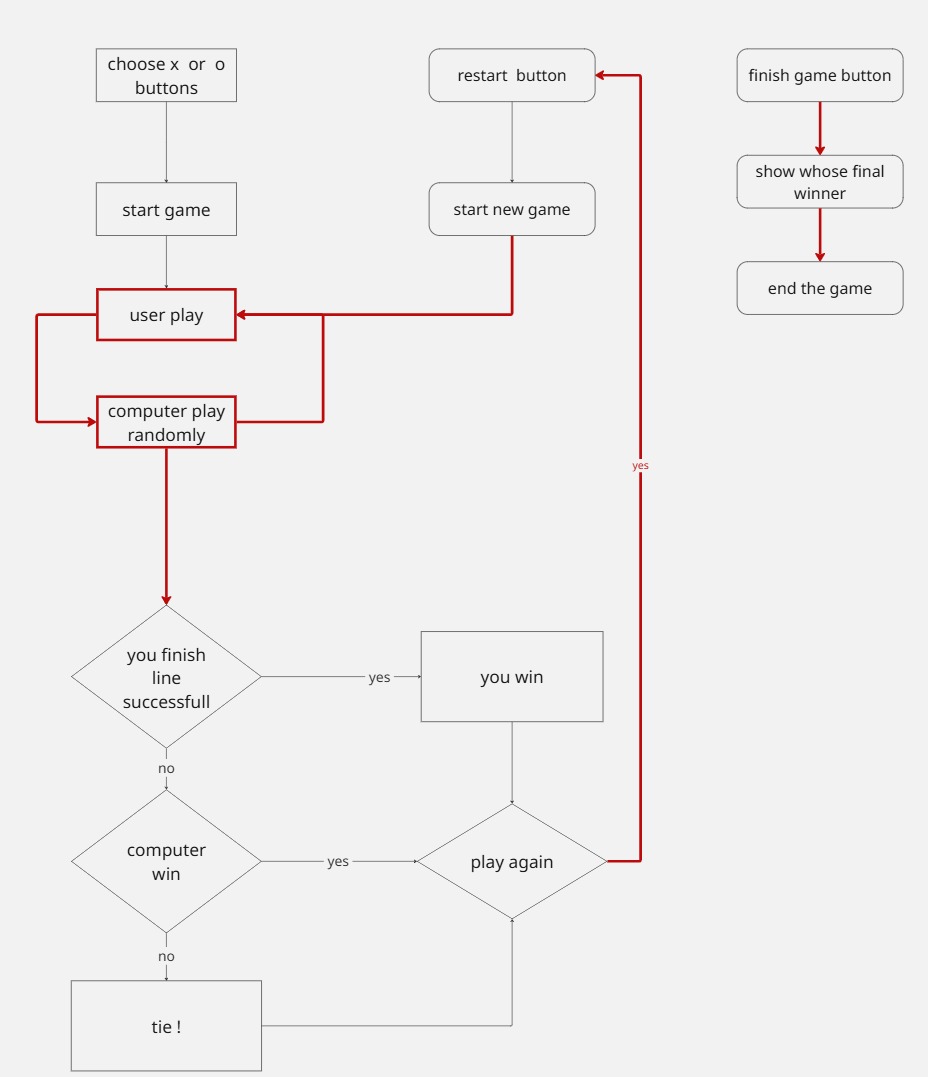 choose x  or  o
buttons
restart  button
finish game button
show whose final
winner
start game
start new game
end the game
user play
computer play
randomly
yes
you finish
line
successfull
yes
you win
no
computer
win
yes
play again
no
tie !